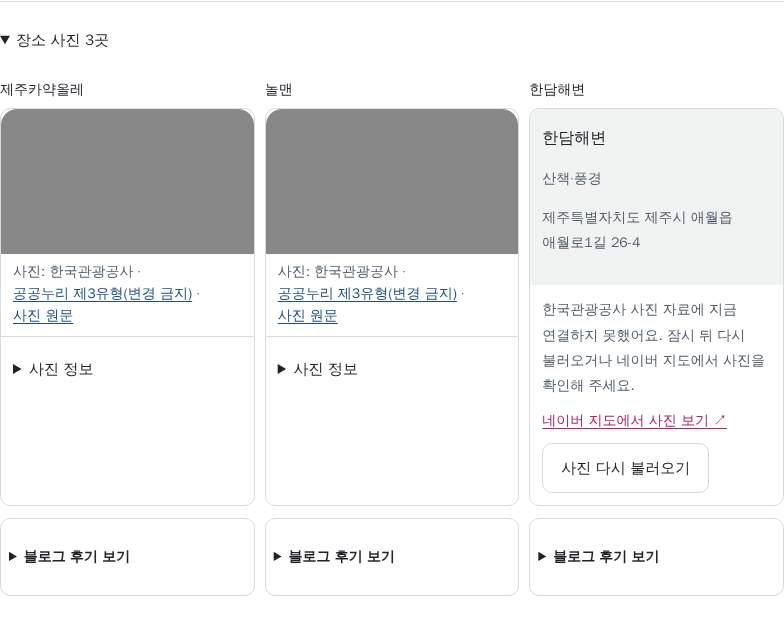 ▼ 장소 사진 3곳
제주카약올레
사진: 한국관광공사 ·
공공누리 제3유형(변경 금지) ·
사진 원문
▶ 사진 정보
▶ 블로그 후기 보기
놀맨
사진: 한국관광공사 ·
공공누리 제3유형(변경 금지) ·
사진 원문
▶ 사진 정보
▶ 블로그 후기 보기
한담해변
한담해변
산책·풍경
제주특별자치도 제주시 애월읍
애월로1길 26-4
한국관광공사 사진 자료에 지금
연결하지 못했어요. 잠시 뒤 다시
불러오거나 네이버 지도에서 사진을
확인해 주세요.
네이버 지도에서 사진 보기 ↗
사진 다시 불러오기
▶ 블로그 후기 보기